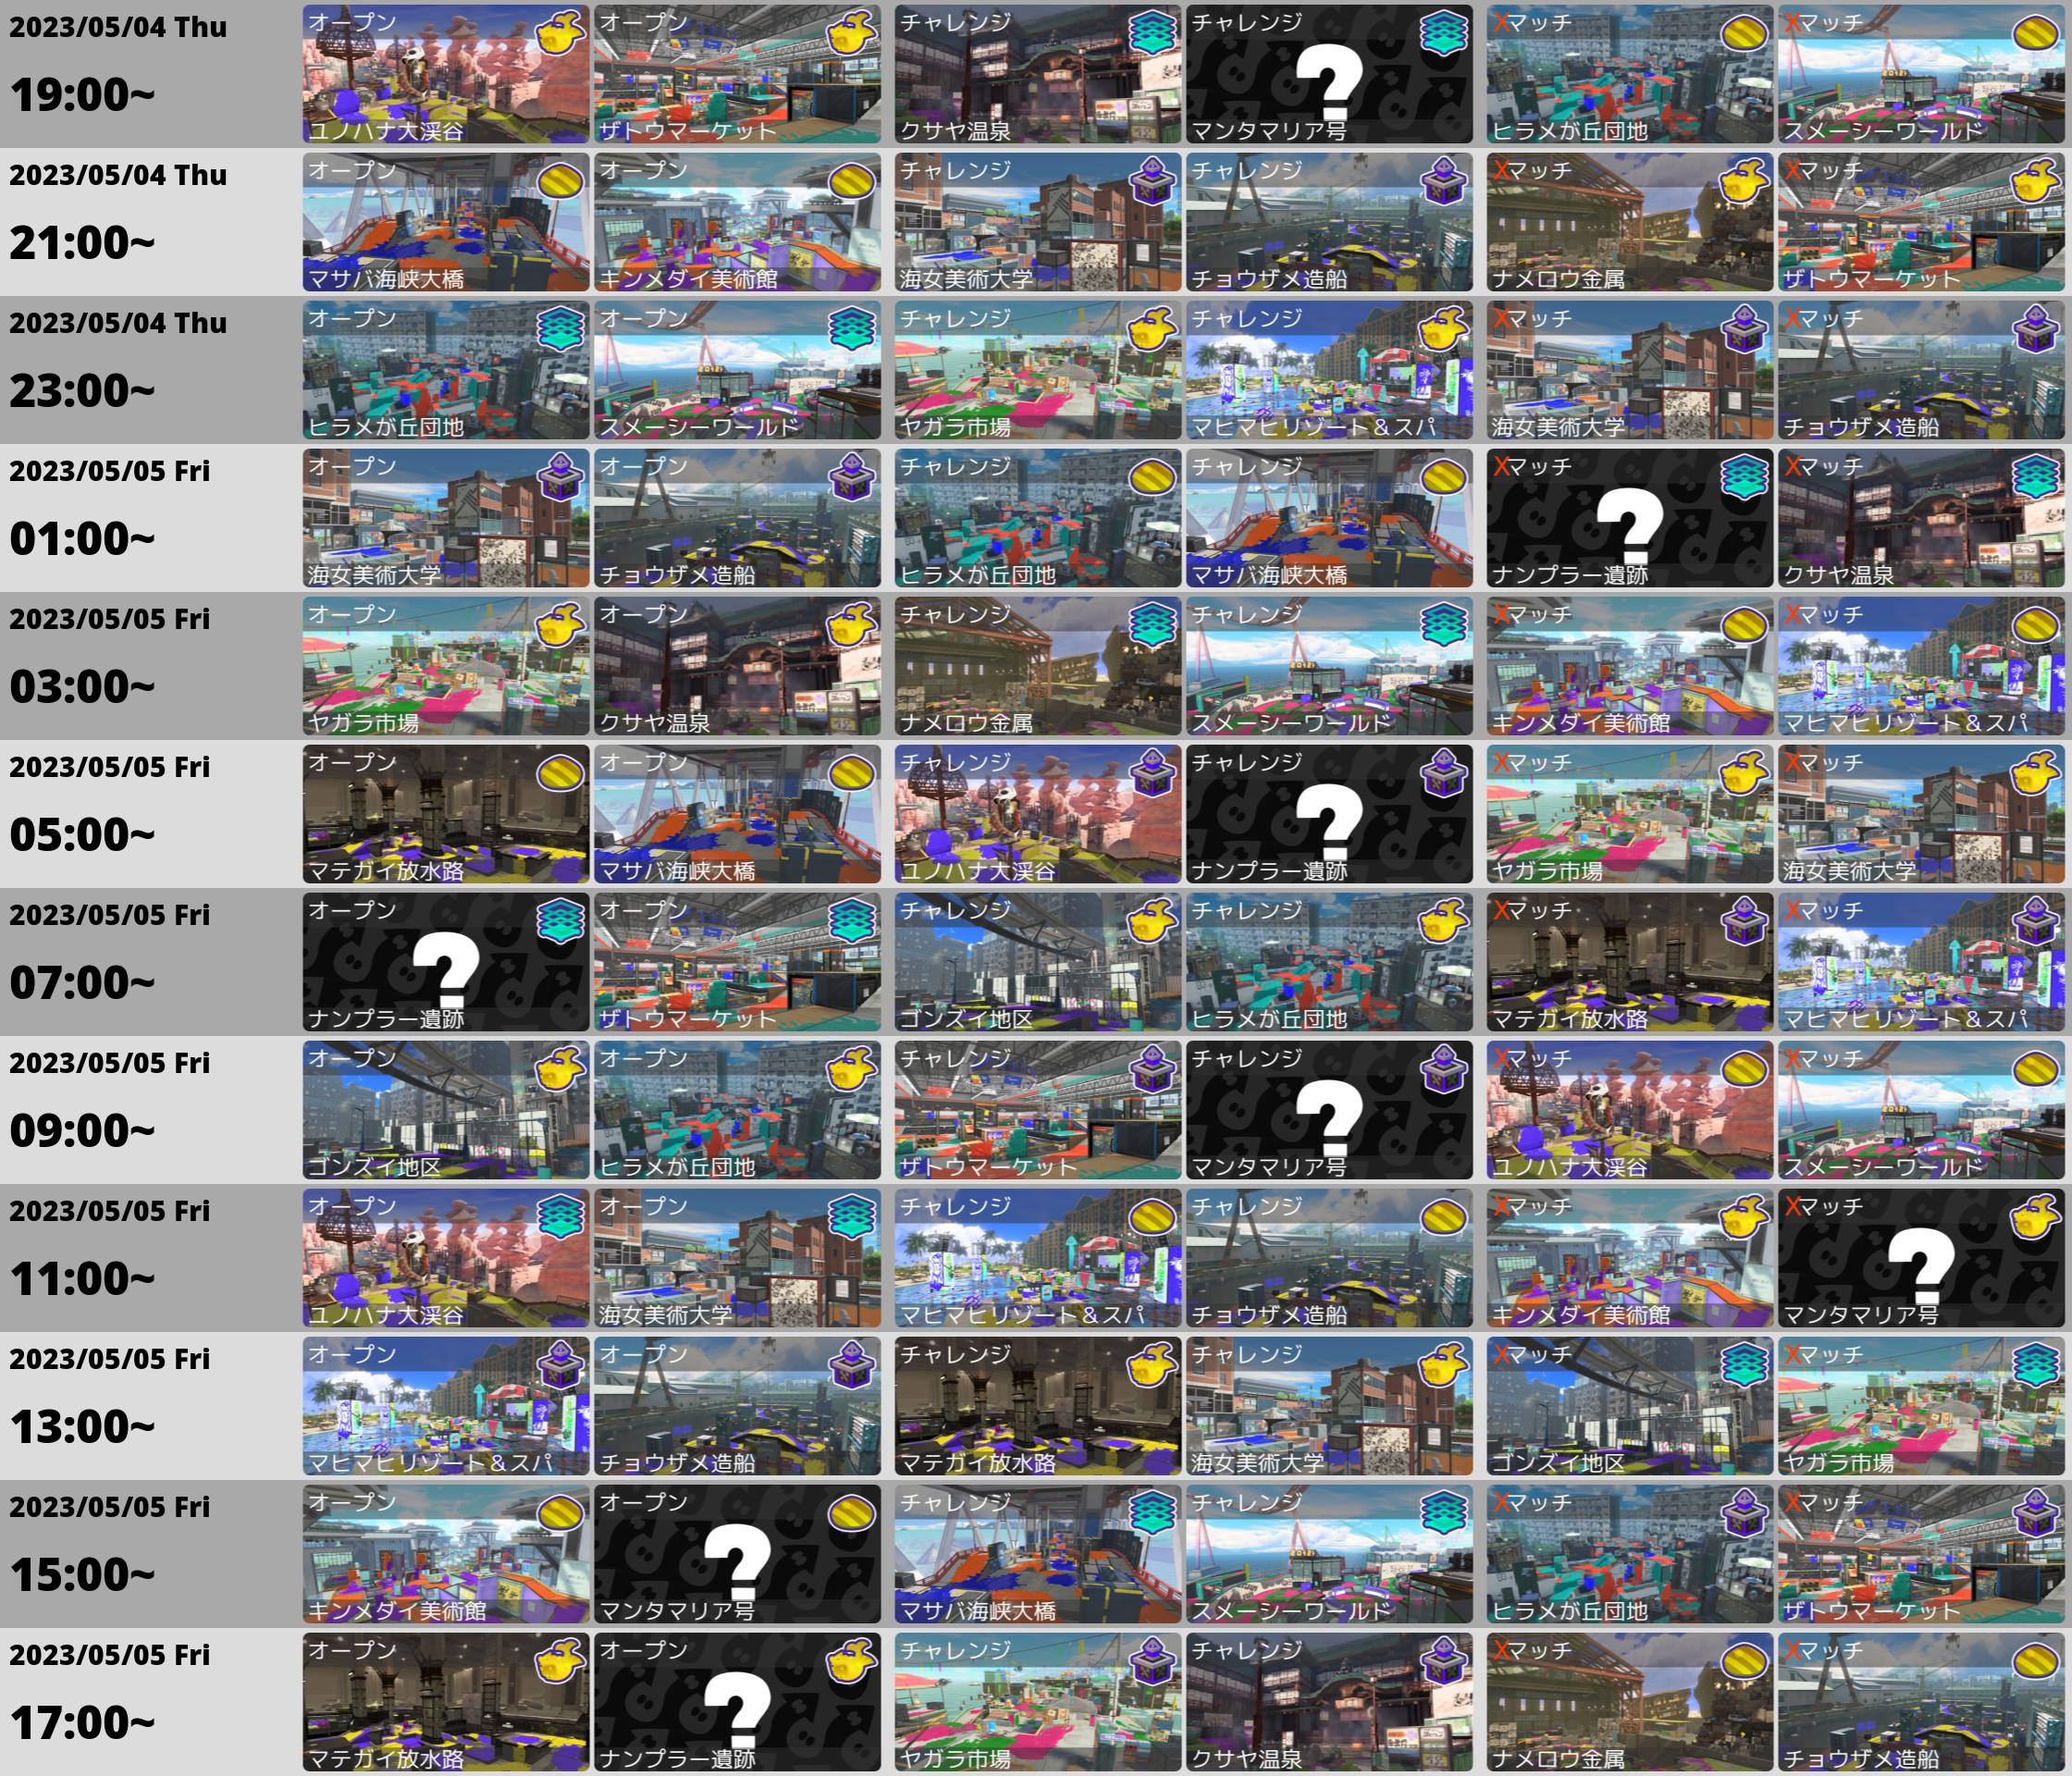 2023/05/04 Thu
19:00~
オープン
ユノハナ大渓谷
オープン
ザトウマーケット
チャレンジ
クサヤ温泉
チャレンジ
?
マンタマリア号
Xマッチ
ヒラメが丘団地
Xマッチ
スメーシーワールド
2023/05/04 Thu
21:00~
オープン
マサバ海峡大橋
オープン
キンメダイ美術館
チャレンジ
海女美術大学
チャレンジ
チョウザメ造船
Xマッチ
ナメロウ金属
Xマッチ
ザトウマーケット
2023/05/04 Thu
23:00~
オープン
ヒラメが丘団地
オープン
スメーシーワールド
チャレンジ
ヤガラ市場
チャレンジ
マヒマヒリゾート＆スパ
Xマッチ
海女美術大学
Xマッチ
チョウザメ造船
2023/05/05 Fri
01:00~
オープン
海女美術大学
オープン
チョウザメ造船
チャレンジ
ヒラメが丘団地
チャレンジ
マサバ海峡大橋
Xマッチ
?
ナンプラー遺跡
Xマッチ
クサヤ温泉
2023/05/05 Fri
03:00~
オープン
ヤガラ市場
オープン
クサヤ温泉
チャレンジ
ナメロウ金属
チャレンジ
スメーシーワールド
Xマッチ
キンメダイ美術館
Xマッチ
マヒマヒリゾート＆スパ
2023/05/05 Fri
05:00~
オープン
マテガイ放水路
オープン
マサバ海峡大橋
チャレンジ
ユノハナ大渓谷
チャレンジ
?
ナンプラー遺跡
Xマッチ
ヤガラ市場
Xマッチ
海女美術大学
2023/05/05 Fri
07:00~
オープン
?
ナンプラー遺跡
オープン
ザトウマーケット
チャレンジ
ゴンズイ地区
チャレンジ
ヒラメが丘団地
Xマッチ
マテガイ放水路
Xマッチ
マヒマヒリゾート＆スパ
2023/05/05 Fri
09:00~
オープン
ゴンズイ地区
オープン
ヒラメが丘団地
チャレンジ
ザトウマーケット
チャレンジ
?
マンタマリア号
Xマッチ
ユノハナ大渓谷
Xマッチ
スメーシーワールド
2023/05/05 Fri
11:00~
オープン
ユノハナ大渓谷
オープン
海女美術大学
チャレンジ
マヒマヒリゾート＆スパ
チャレンジ
チョウザメ造船
Xマッチ
キンメダイ美術館
Xマッチ
?
マンタマリア号
2023/05/05 Fri
13:00~
オープン
マヒマヒリゾート＆スパ
オープン
チョウザメ造船
チャレンジ
マテガイ放水路
チャレンジ
海女美術大学
Xマッチ
ゴンズイ地区
Xマッチ
ヤガラ市場
2023/05/05 Fri
15:00~
オープン
キンメダイ美術館
オープン
?
マンタマリア号
チャレンジ
マサバ海峡大橋
チャレンジ
スメーシーワールド
Xマッチ
ヒラメが丘団地
Xマッチ
ザトウマーケット
2023/05/05 Fri
17:00~
オープン
マテガイ放水路
オープン
?
ナンプラー遺跡
チャレンジ
ヤガラ市場
チャレンジ
クサヤ温泉
Xマッチ
ナメロウ金属
Xマッチ
チョウザメ造船